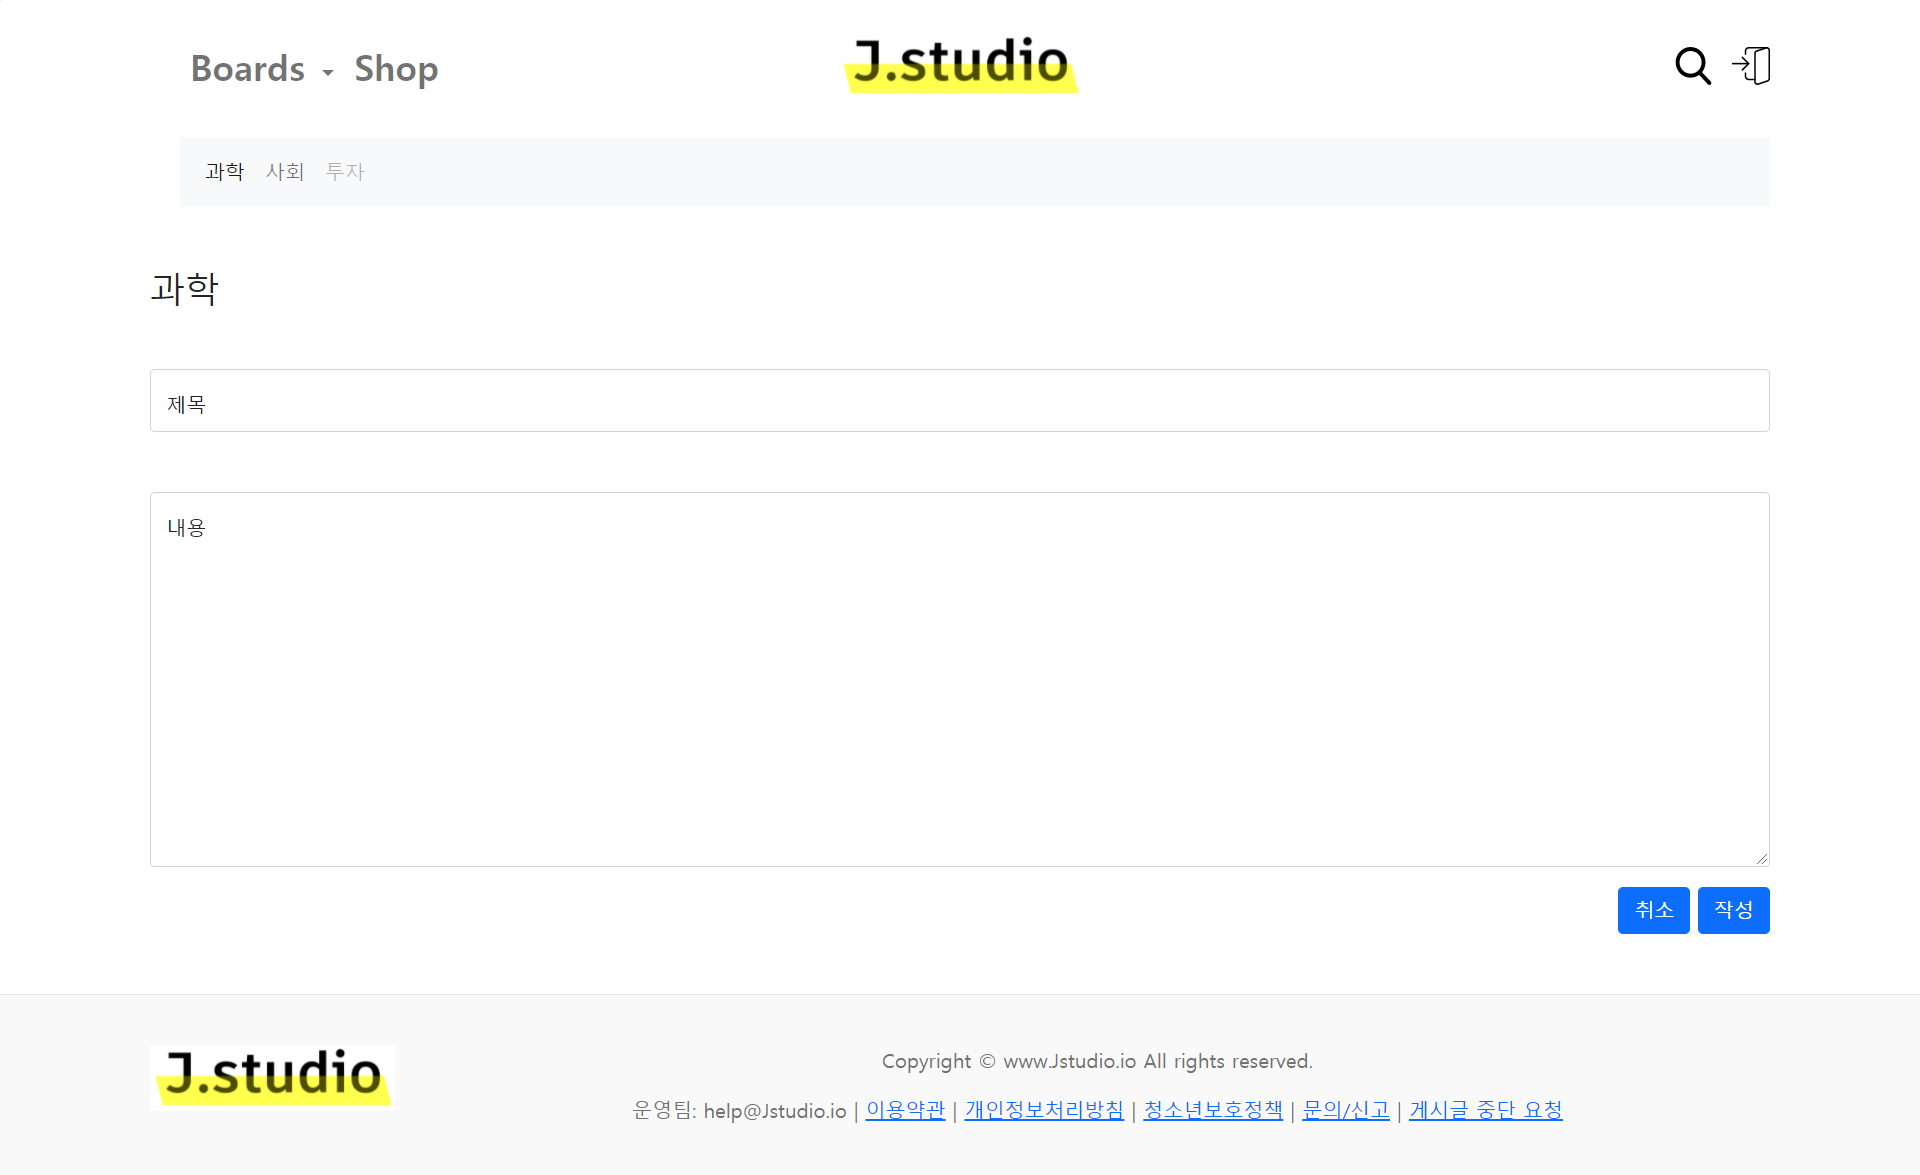 Boards Shop
J.studio
과학 사회 투자
과학
제목
내용
취소 작성
J.studio
Copyright © www.Jstudio.io All rights reserved.
운영팀: help@Jstudio.io | 이용약관 | 개인정보처리방침 | 청소년보호정책 | 문의/신고 | 게시글 중단 요청